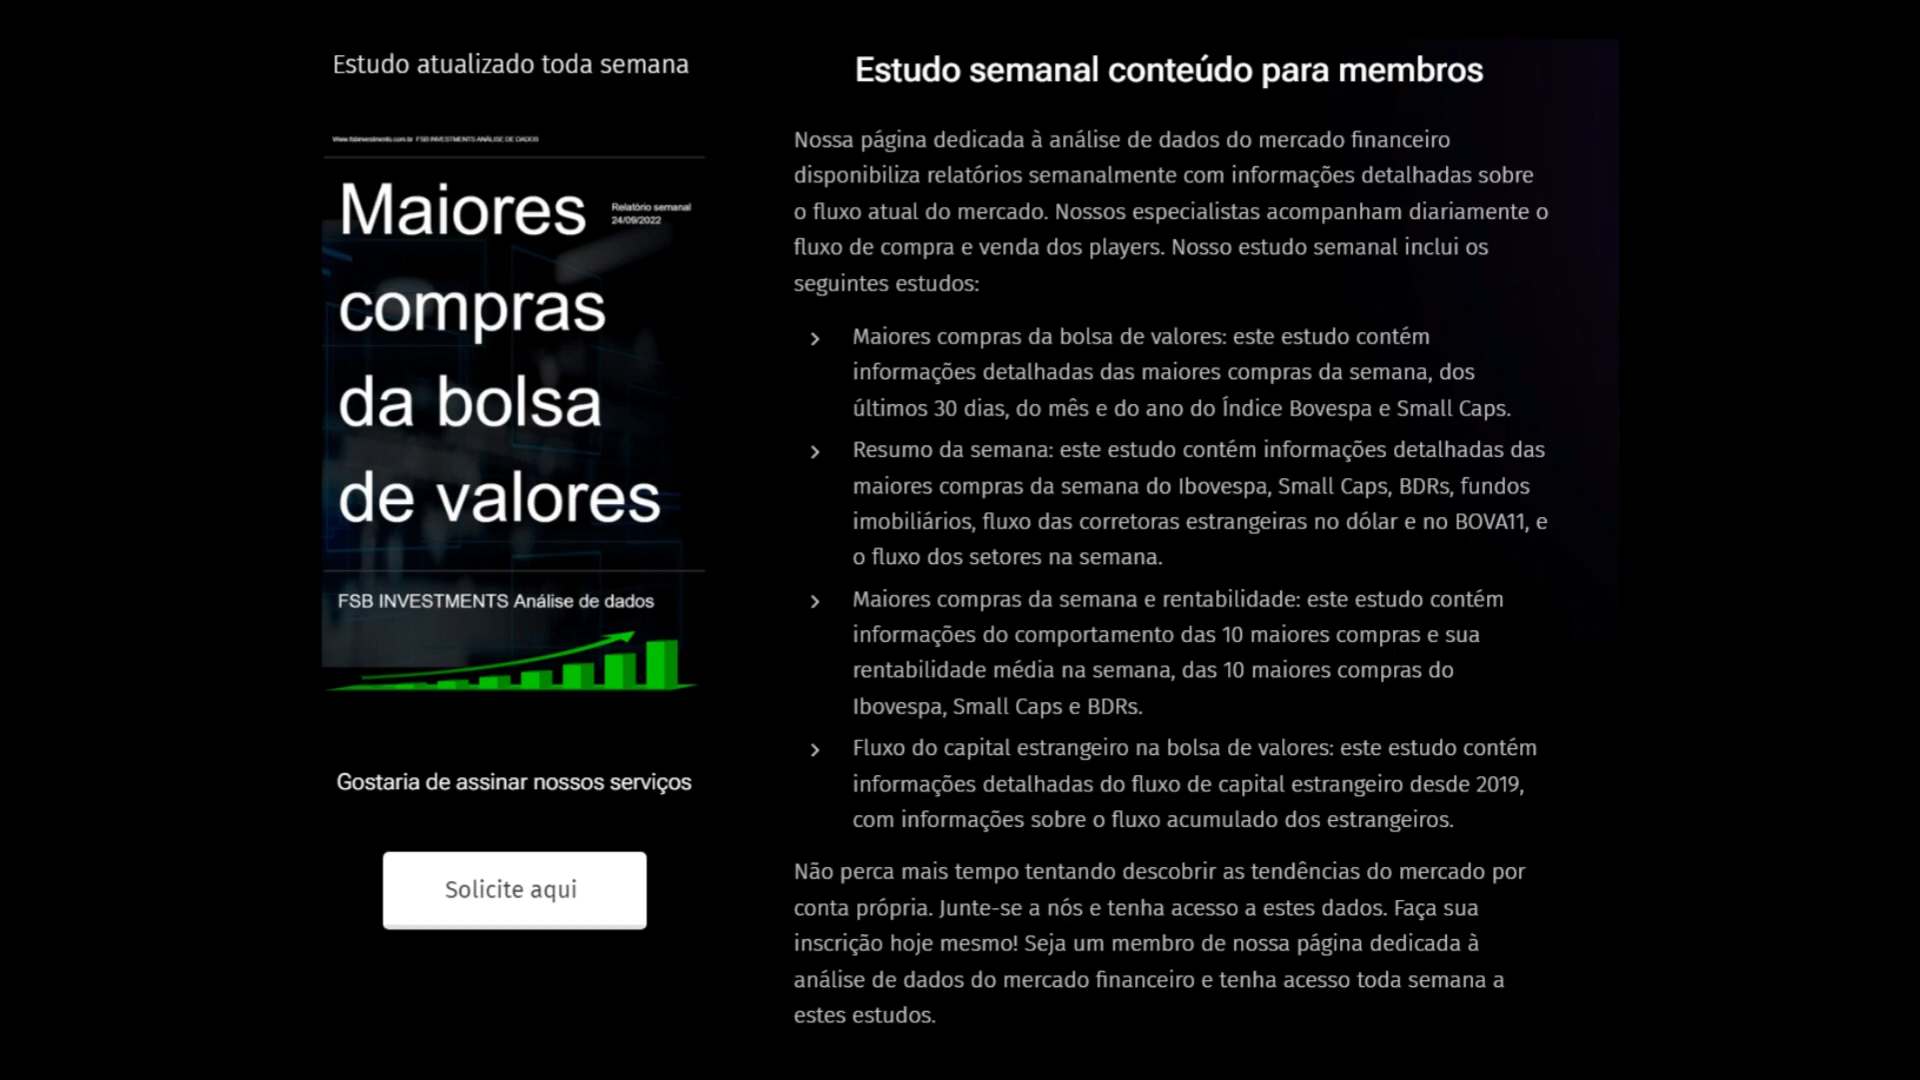 Estudo atualizado toda semana
Www.fsbinvestments.com.br FSB INVESTMENTS ANÁLISE DE DADOS
Maiores
Relatório semanal
24/09/2022
compras
da bolsa
de valores
FSB INVESTMENTS Análise de dados
Gostaria de assinar nossos serviços
Solicite aqui
Estudo semanal conteúdo para membros
Nossa página dedicada à análise de dados do mercado financeiro
disponibiliza relatórios semanalmente com informações detalhadas sobre
o fluxo atual do mercado. Nossos especialistas acompanham diariamente o
fluxo de compra e venda dos players. Nosso estudo semanal inclui os
seguintes estudos:
Maiores compras da bolsa de valores: este estudo contém
informações detalhadas das maiores compras da semana, dos
últimos 30 dias, do mês e do ano do Índice Bovespa e Small Caps.
Resumo da semana: este estudo contém informações detalhadas das
maiores compras da semana do Ibovespa, Small Caps, BDRs, fundos
imobiliários, fluxo das corretoras estrangeiras no dólar e no BOVA11, e
o fluxo dos setores na semana.
Maiores compras da semana e rentabilidade: este estudo contém
informações do comportamento das 10 maiores compras e sua
rentabilidade média na semana, das 10 maiores compras do
Ibovespa, Small Caps e BDRs.
Fluxo do capital estrangeiro na bolsa de valores: este estudo contém
informações detalhadas do fluxo de capital estrangeiro desde 2019,
com informações sobre o fluxo acumulado dos estrangeiros.
Não perca mais tempo tentando descobrir as tendências do mercado por
conta própria. Junte-se a nós e tenha acesso a estes dados. Faça sua
inscrição hoje mesmo! Seja um membro de nossa página dedicada à
análise de dados do mercado financeiro e tenha acesso toda semana a
estes estudos.